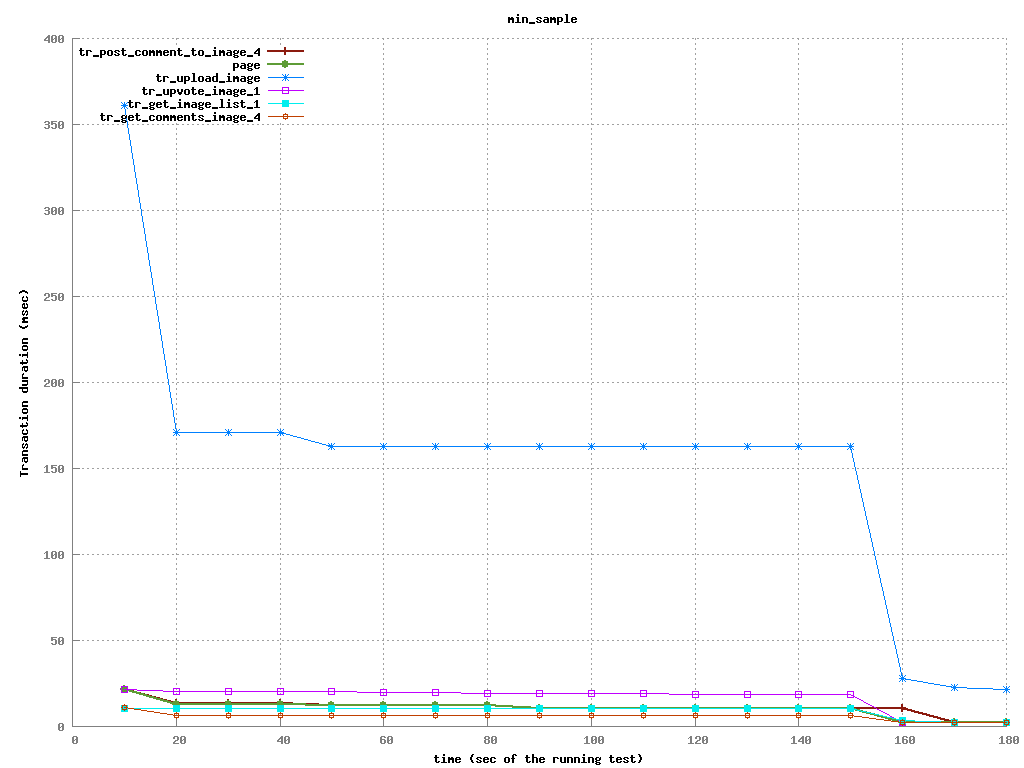 min_sample
400
350
300
250
200
150
100
50
0
Transaction duration (msec)
tr_post_comment_to_image_4
page
tr_upload_image
tr_upvote_image_1
tr_get_image_list_1
tr_get_comments_image_4
0 20 40 60 80 100 120 140 160 180
time (sec of the running test)